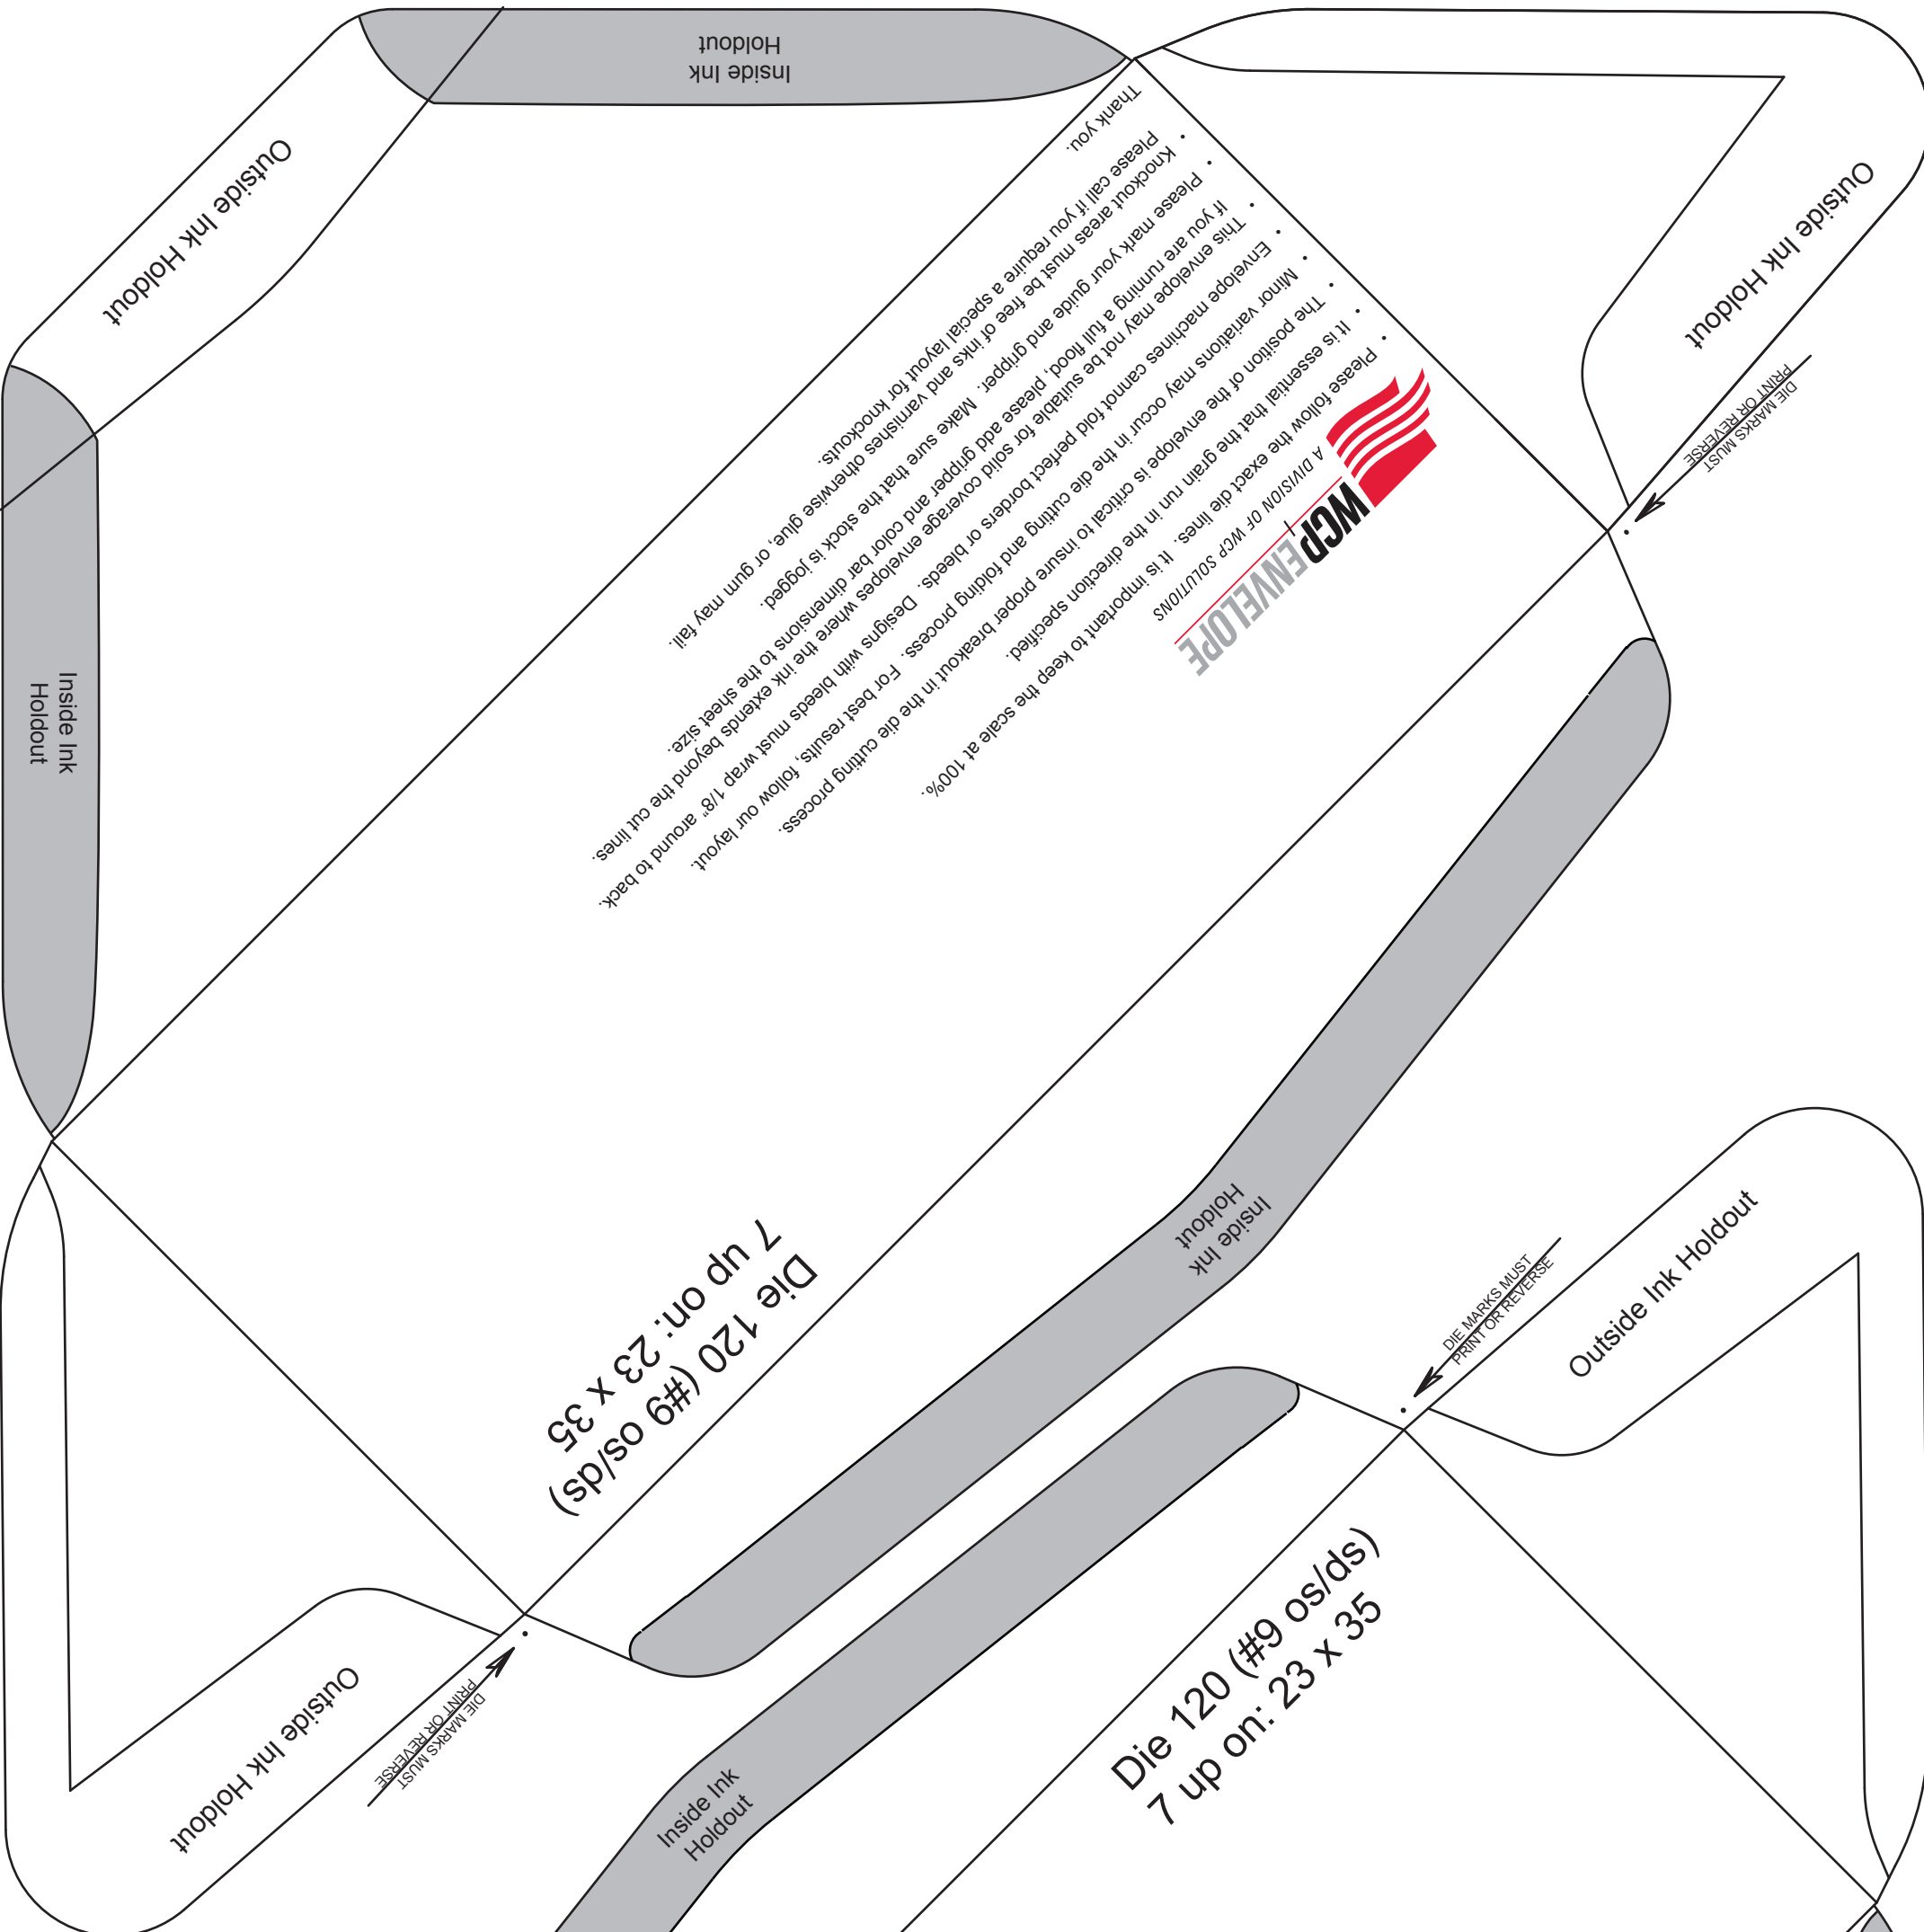 Inside Ink
Holdout
Outside Ink Holdout
Outside Ink Holdout
DIE MARKS MUST
PRINT OR REVERSE
Inside Ink
Holdout
WCP ENVELOPE
A DIVISION OF WCP SOLUTIONS
• Please follow the exact die lines. It is important to keep the scale at 100%.
• It is essential that the grain run in the direction specified.
• The position of the envelope is critical to insure proper breakout in the die cutting process.
• Minor variations may occur in the die cutting and folding process. For best results, follow our layout.
• Envelope machines cannot fold perfect borders or bleeds. Designs with bleeds must wrap 1/8" around to back.
• This envelope may not be suitable for solid coverage envelopes where the ink extends beyond the cut lines.
If you are running a full flood, please add gripper and color bar dimensions to the sheet size.
• Please mark your guide and gripper. Make sure that the stock is jogged.
• Knockout areas must be free of inks and varnishes otherwise glue, or gum may fail.
Please call if you require a special layout for knockouts.
Thank you.
Die 120 (#9 os/ds)
7 up on: 23 x 35
Inside Ink
Holdout
Outside Ink Holdout
DIE MARKS MUST
PRINT OR REVERSE
Outside Ink Holdout
DIE MARKS MUST
PRINT OR REVERSE
Die 120 (#9 os/ds)
7 up on: 23 x 35
Inside Ink
Holdout